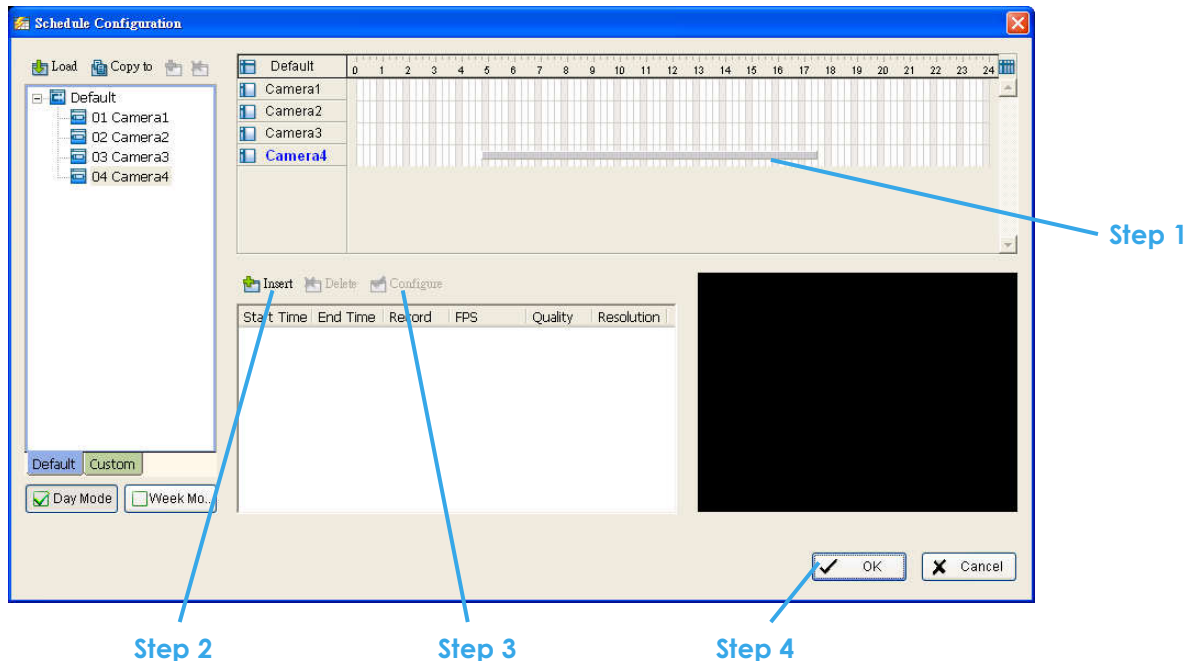 Schedule Configuration
Load Copy to
Default
01 Camera1
02 Camera2
03 Camera3
04 Camera4
Default Custom
Day Mode Week Mo..
Default 0 1 2 3 4 5 6 7 8 9 10 11 12 13 14 15 16 17 18 19 20 21 22 23 24
Camera1
Camera2
Camera3
Camera4
Step 1
Insert Delete Configure
Start Time End Time Record FPS Quality Resolution
OK Cancel
Step 2 Step 3 Step 4